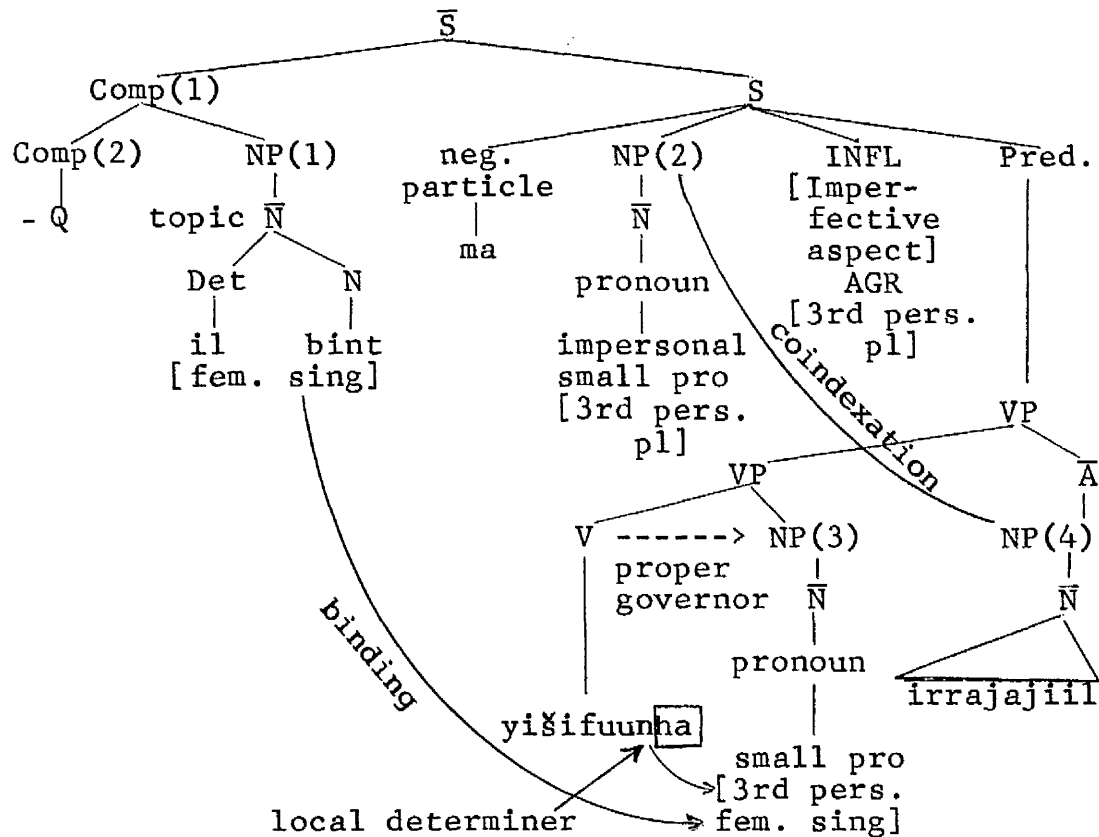 S̅
Comp(1) S
Comp(2) NP(1) neg. particle NP(2) INFL Pred.
- Q topic N̅ ma N̅ [Imper-
fective
aspect]
Det N pronoun AGR
[3rd pers.
pl]
il bint impersonal
[fem. sing] small pro
[3rd pers.
pl]
coindexation
VP
VP A̅
V -----> NP(3) NP(4)
proper
governor N̅ N̅
binding
pronoun
irrajajiil
yišifuunha
small pro
[3rd pers.
local determiner fem. sing]